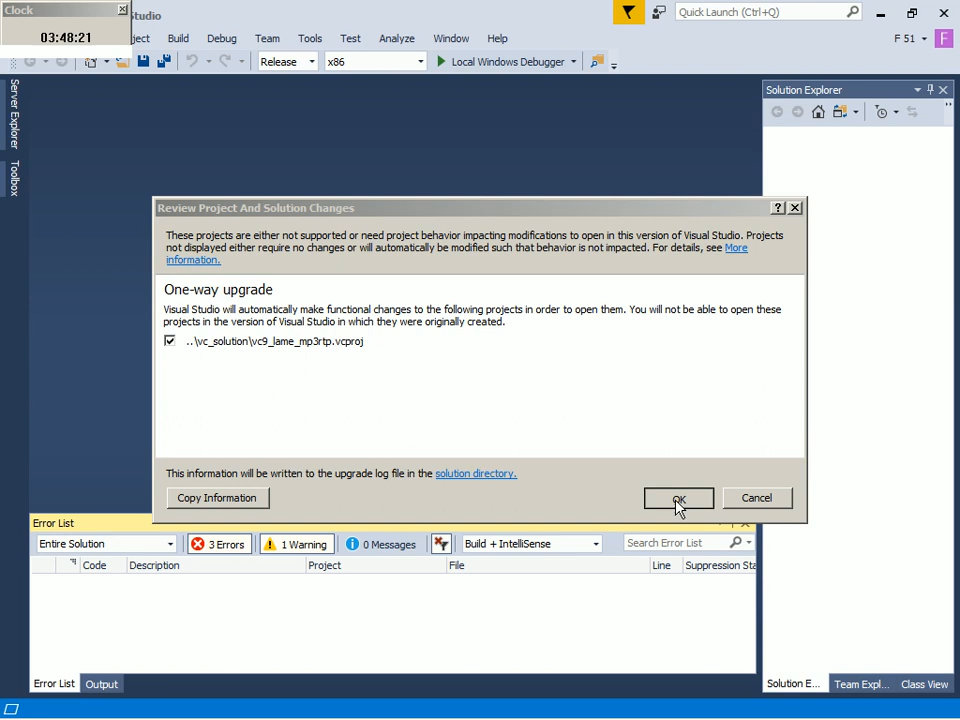 Clock
03:48:21
Studio
Quick Launch (Ctrl+Q)
ject Build Debug Team Tools Test Analyze Window Help
F 51
F
Release x86 Local Windows Debugger
Server Explorer
Toolbox
Solution Explorer
Review Project And Solution Changes
These projects are either not supported or need project behavior impacting modifications to open in this version of Visual Studio. Projects
not displayed either require no changes or will automatically be modified such that behavior is not impacted. For details, see More
information.
One-way upgrade
Visual Studio will automatically make functional changes to the following projects in order to open them. You will not be able to open these
projects in the version of Visual Studio in which they were originally created.
..\vc_solution\vc9_lame_mp3rtp.vcproj
This information will be written to the upgrade log file in the solution directory.
Copy Information OK Cancel
Error List
Entire Solution 3 Errors 1 Warning 0 Messages Build + IntelliSense Search Error List
Code Description Project File Line Suppression Sta
Error List Output
Solution E... Team Expl... Class View